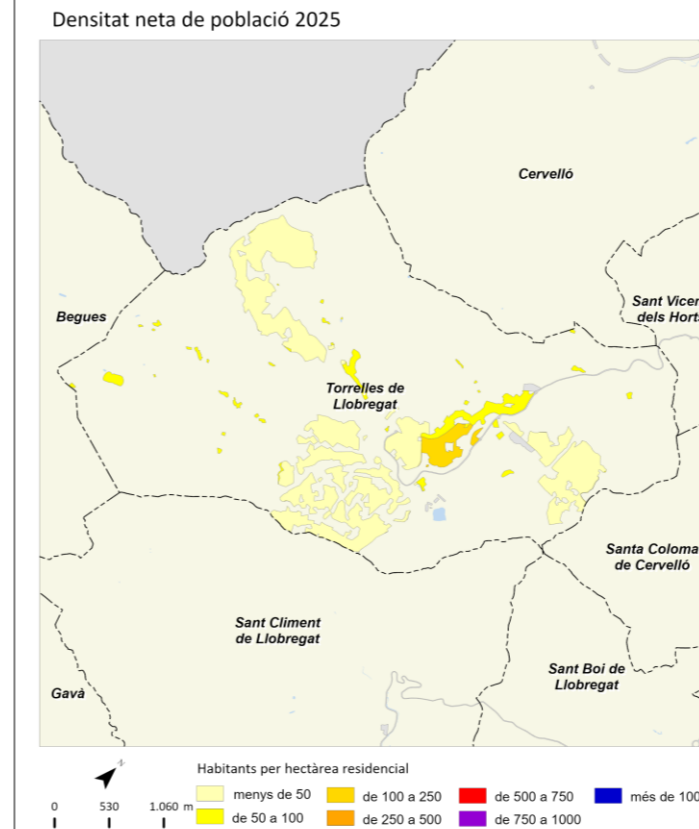 Densitat neta de població 2025
Cervelló
Sant Vicen
dels Horts
Begues
Torrelles de
Llobregat
Santa Coloma
de Cervelló
Sant Climent
de Llobregat
Sant Boi de
Llobregat
Gavà
N
Habitants per hectàrea residencial
0 530 1.060 m
menys de 50
de 100 a 250
de 500 a 750
més de 100
de 50 a 100
de 250 a 500
de 750 a 1000